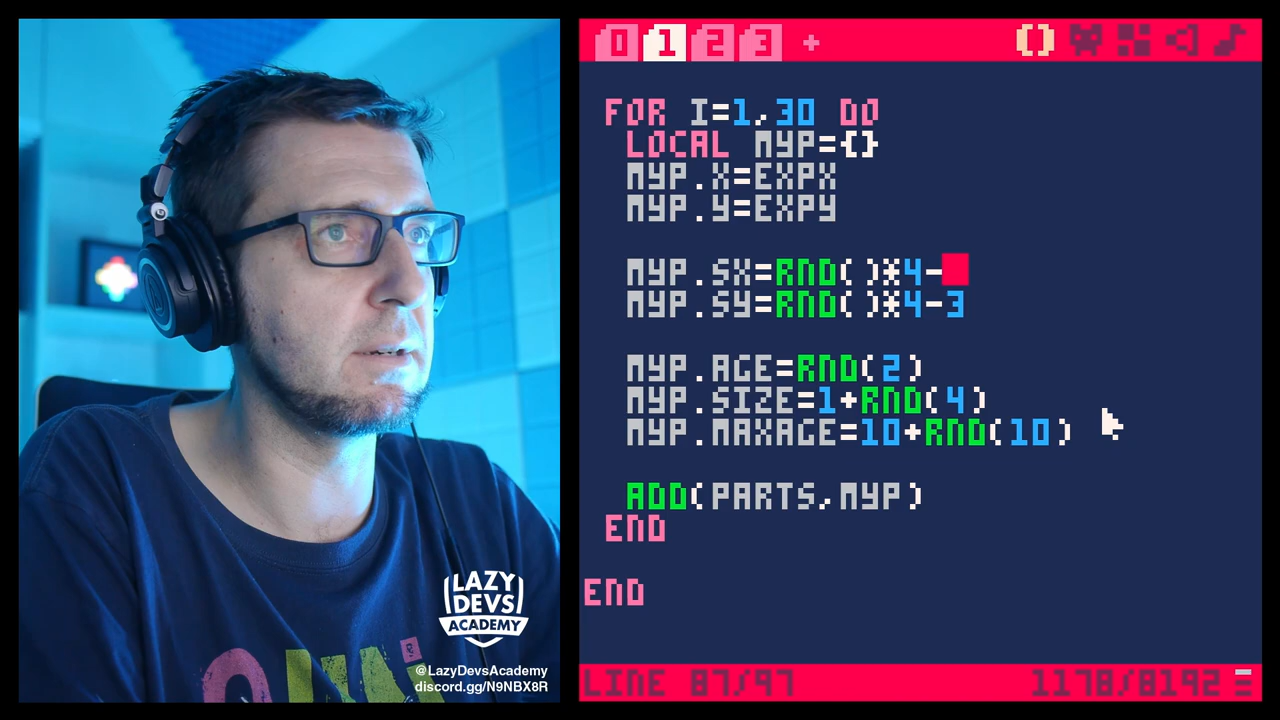 0 1 2 3 +
FOR I=1,30 DO
LOCAL MYP={}
MYP.X=EXPX
MYP.Y=EXPY
MYP.SX=RND()*4-
MYP.SY=RND()*4-3
MYP.AGE=RND(2)
MYP.SIZE=1+RND(4)
MYP.MAXAGE=10+RND(10)
ADD(PARTS,MYP)
END
END
LINE 87/97 1178/8192
LAZY
DEVS
ACADEMY
@LazyDevsAcademy
discord.gg/N9NBX8R